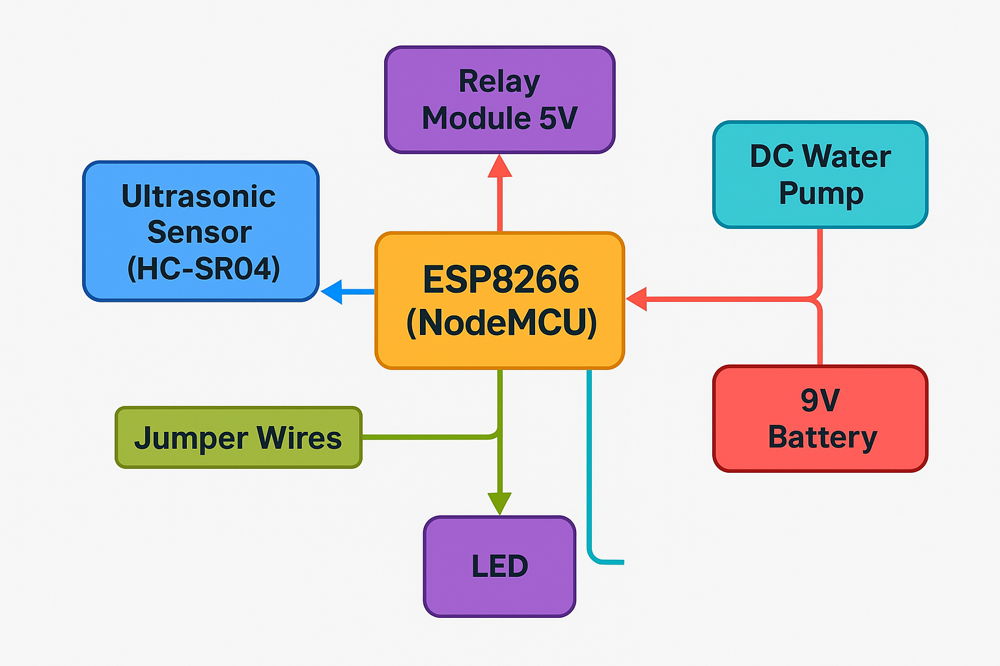 Relay
Module 5V
DC Water
Pump
Ultrasonic
Sensor
(HC-SR04)
ESP8266
(NodeMCU)
9V
Battery
Jumper Wires
LED